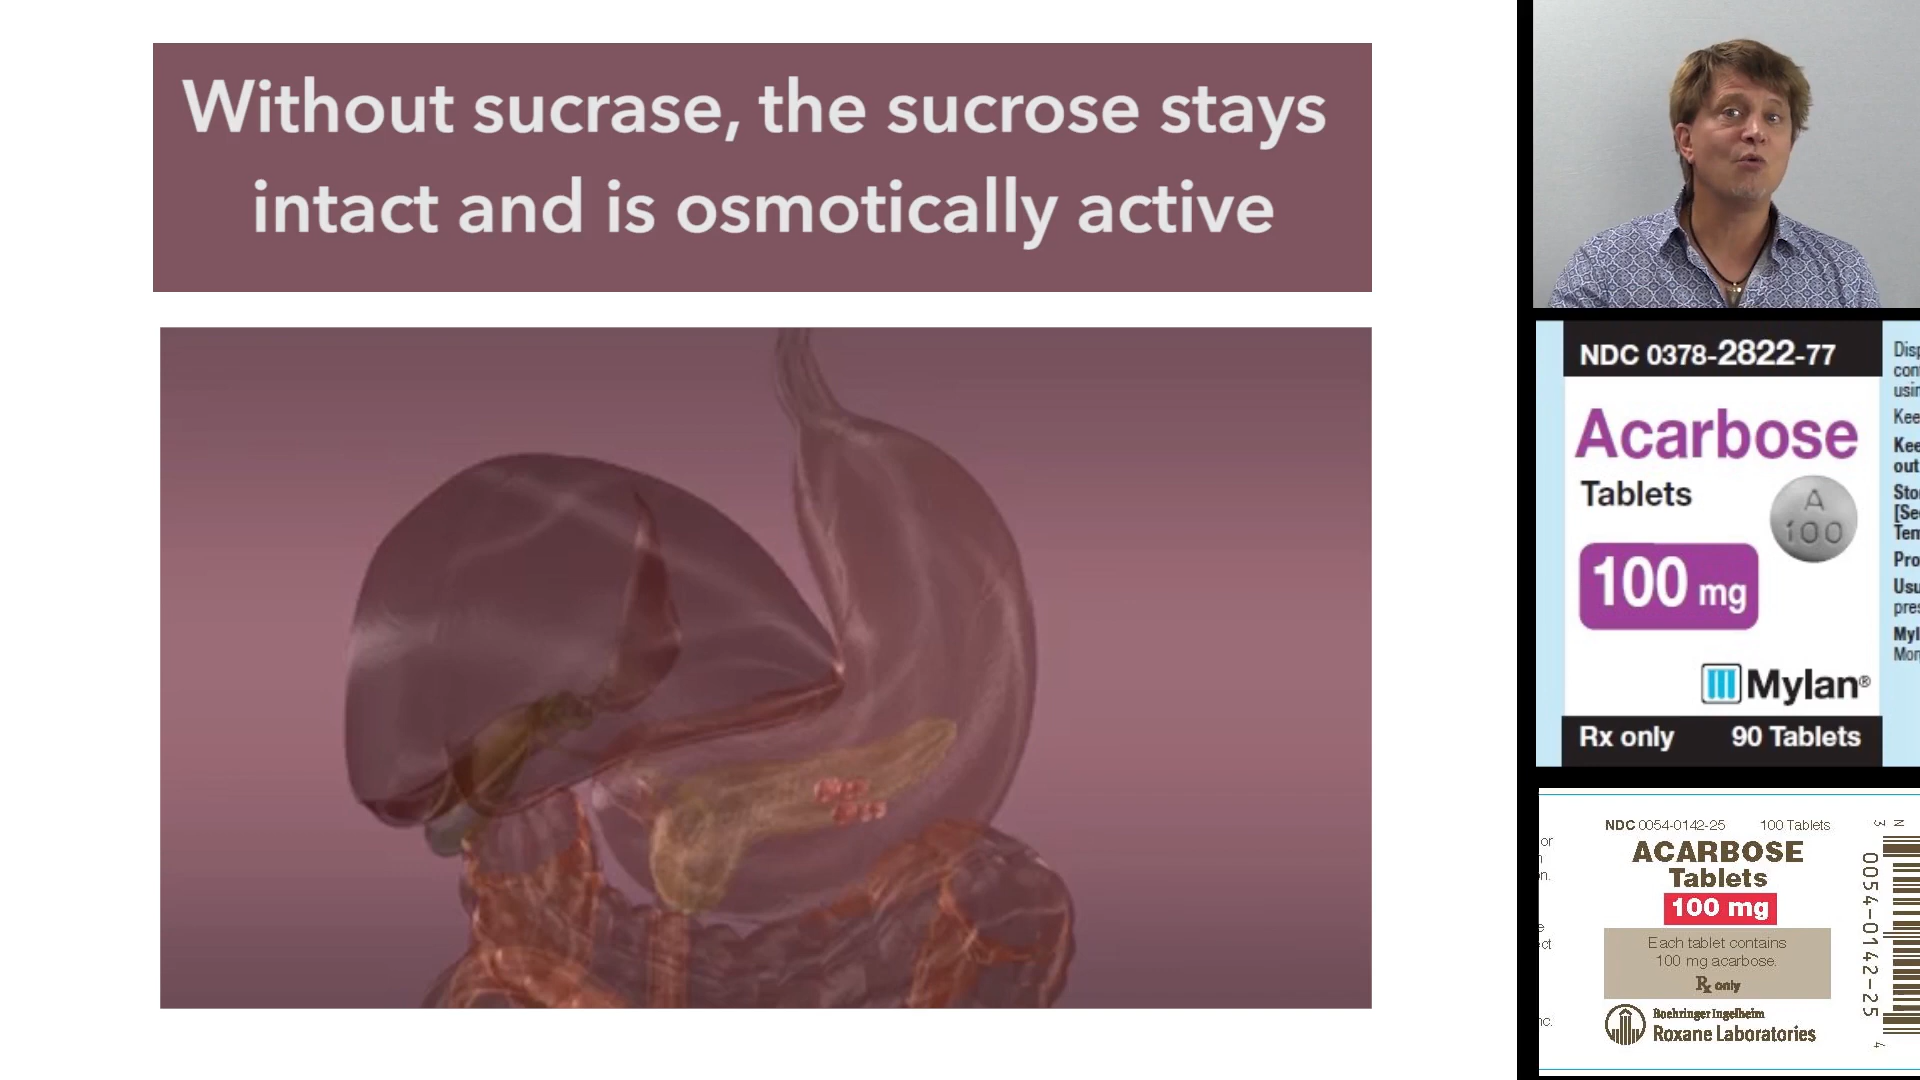 Without sucrase, the sucrose stays
intact and is osmotically active
NDC 0378-2822-77
Acarbose
Tablets
A
100
100 mg
Mylan®
Rx only 90 Tablets
NDC 0054-0142-25 100 Tablets
ACARBOSE
Tablets
100 mg
Each tablet contains
100 mg acarbose.
Rx only
Boehringer Ingelheim
Roxane Laboratories
0054-0142-25